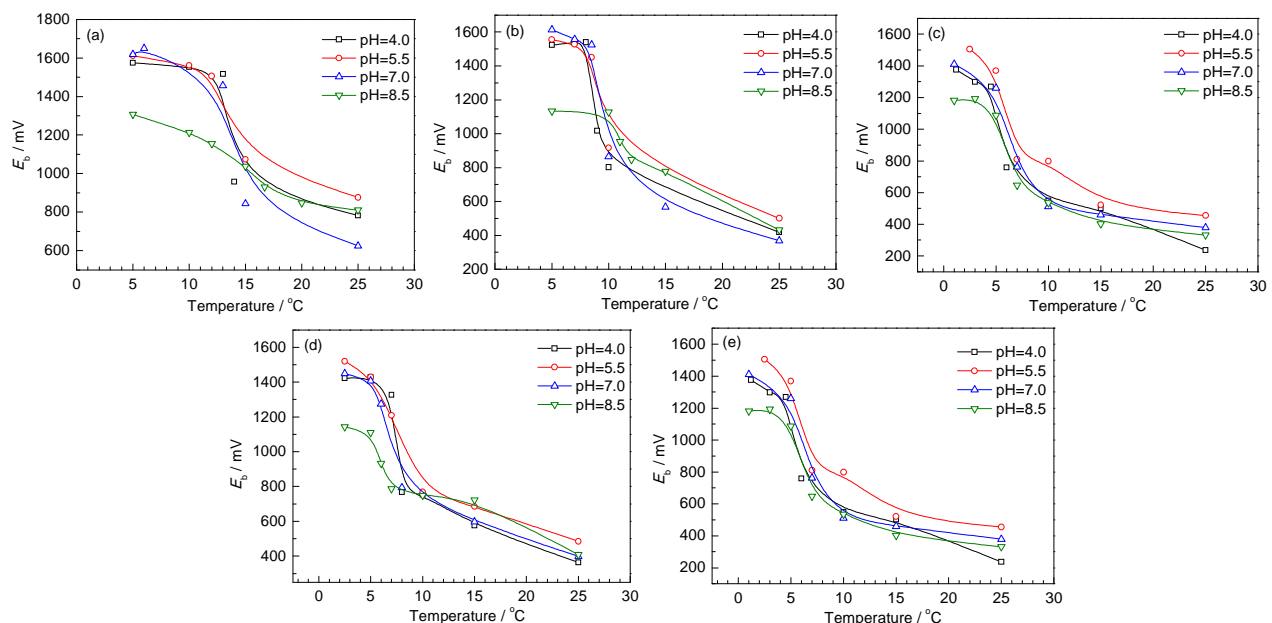 (a)
pH=4.0
pH=5.5
pH=7.0
pH=8.5
1800
1600
1400
1200
1000
800
600
E_b / mV
0 5 10 15 20 25 30
Temperature / °C
(b)
pH=4.0
pH=5.5
pH=7.0
pH=8.5
1600
1400
1200
1000
800
600
400
200
E_b / mV
0 5 10 15 20 25 30
Temperature / °C
(c)
pH=4.0
pH=5.5
pH=7.0
pH=8.5
1600
1400
1200
1000
800
600
400
200
E_b / mV
0 5 10 15 20 25 30
Temperature / °C
(d)
pH=4.0
pH=5.5
pH=7.0
pH=8.5
1600
1400
1200
1000
800
600
400
E_b / mV
0 5 10 15 20 25 30
Temperature / °C
(e)
pH=4.0
pH=5.5
pH=7.0
pH=8.5
1600
1400
1200
1000
800
600
400
200
E_b / mV
0 5 10 15 20 25 30
Temperature / °C